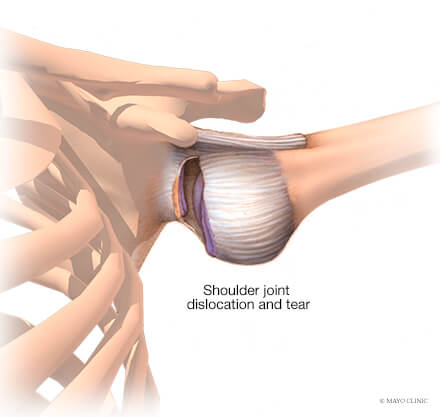 Shoulder joint
dislocation and tear
© MAYO CLINIC